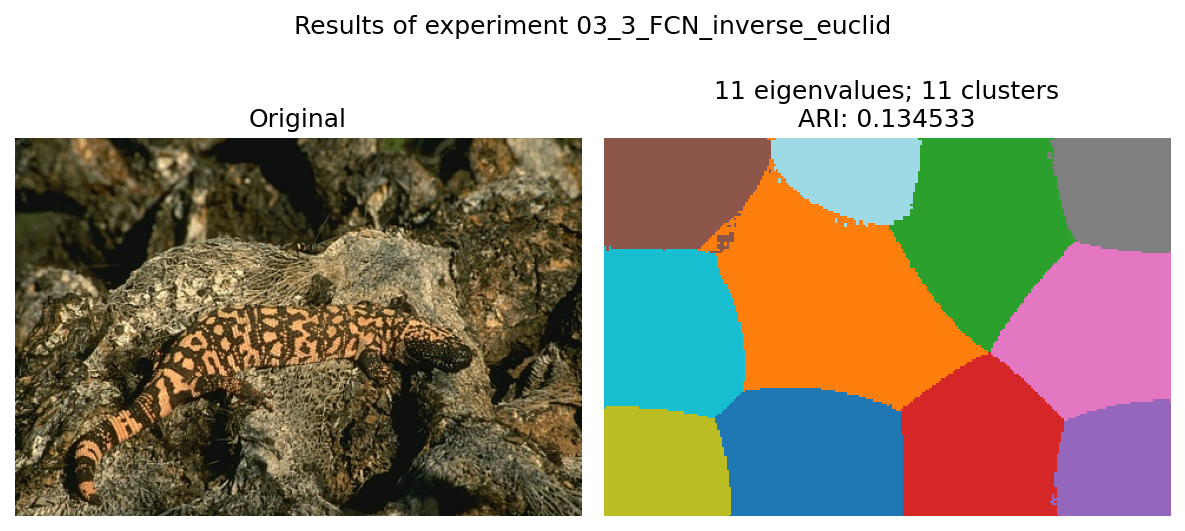 Results of experiment 03_3_FCN_inverse_euclid
Original
11 eigenvalues; 11 clusters
ARI: 0.134533